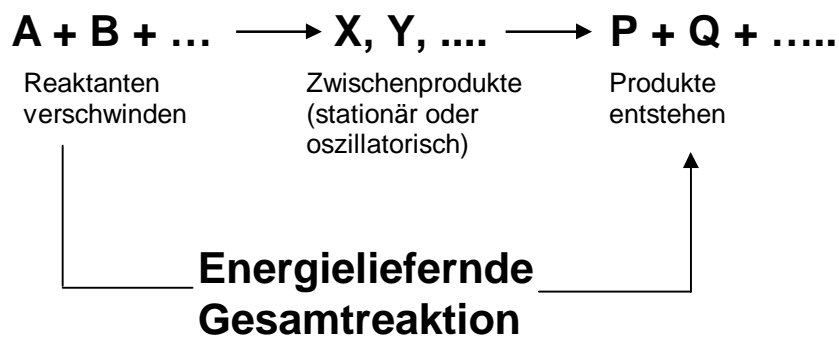 A + B + … → X, Y, .... → P + Q + …..
Reaktanten
verschwinden
Zwischenprodukte
(stationär oder
oszillatorisch)
Produkte
entstehen
Energieliefernde
Gesamtreaktion